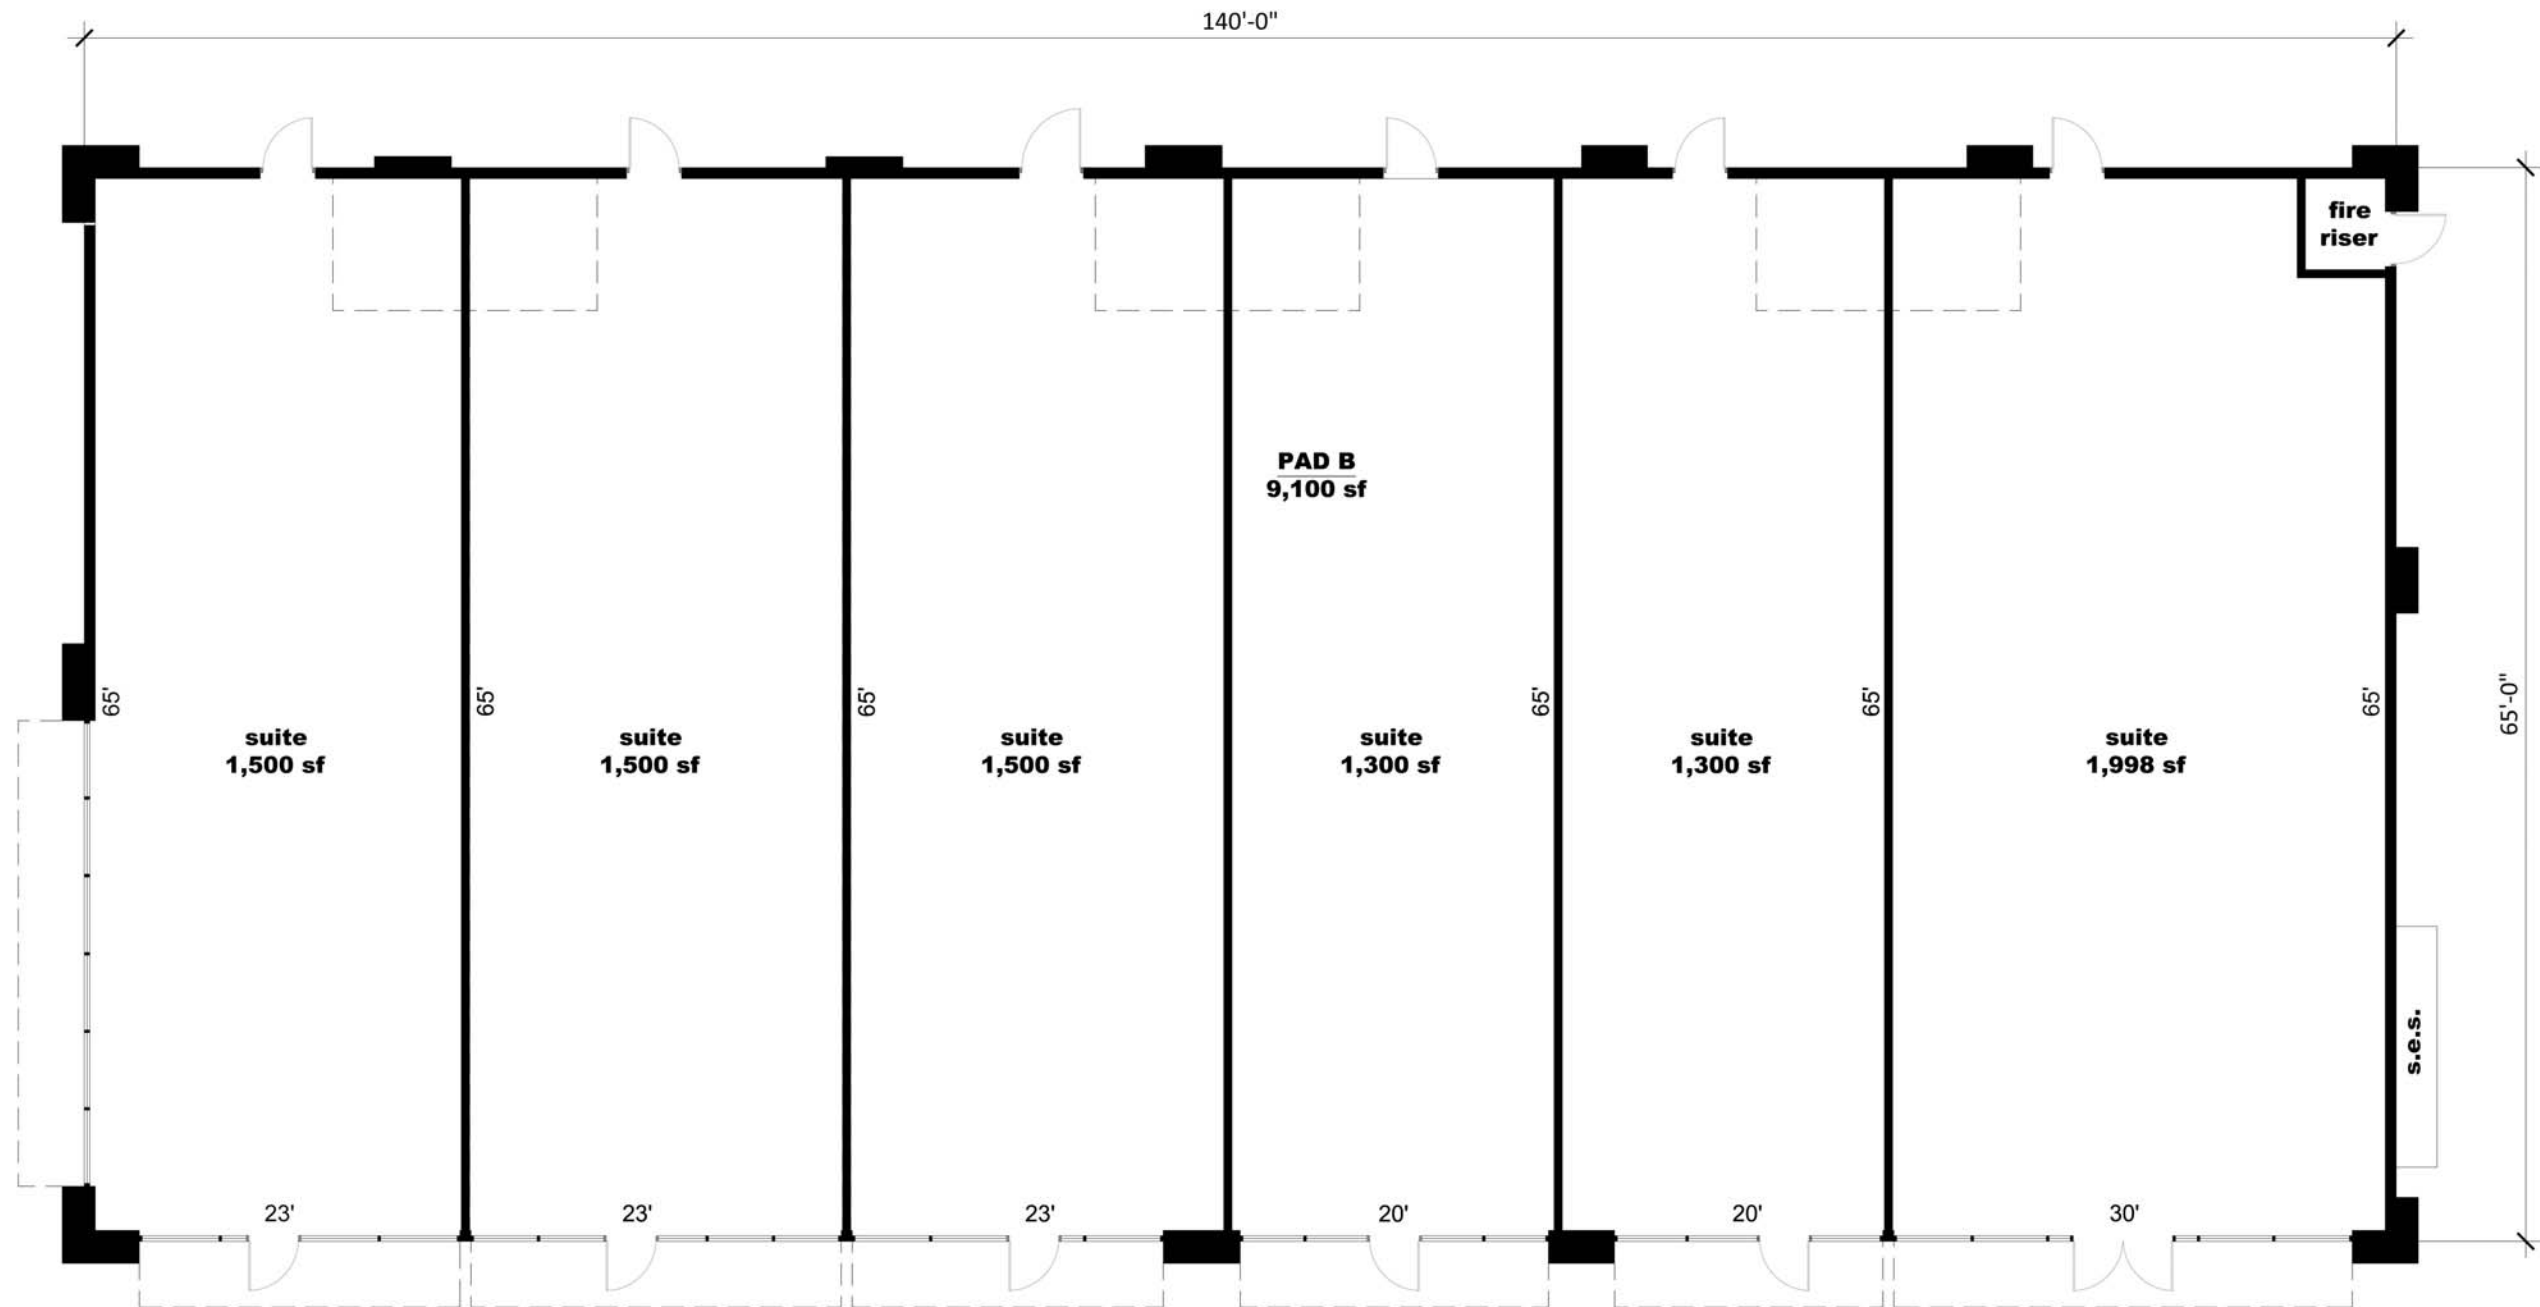 140'-0"
fire
riser
PAD B
9,100 sf
65'
65'
65'
65'
65'
65'
65'-0"
suite
1,500 sf
suite
1,500 sf
suite
1,500 sf
suite
1,300 sf
suite
1,300 sf
suite
1,998 sf
s.e.s.
23'
23'
23'
20'
20'
30'